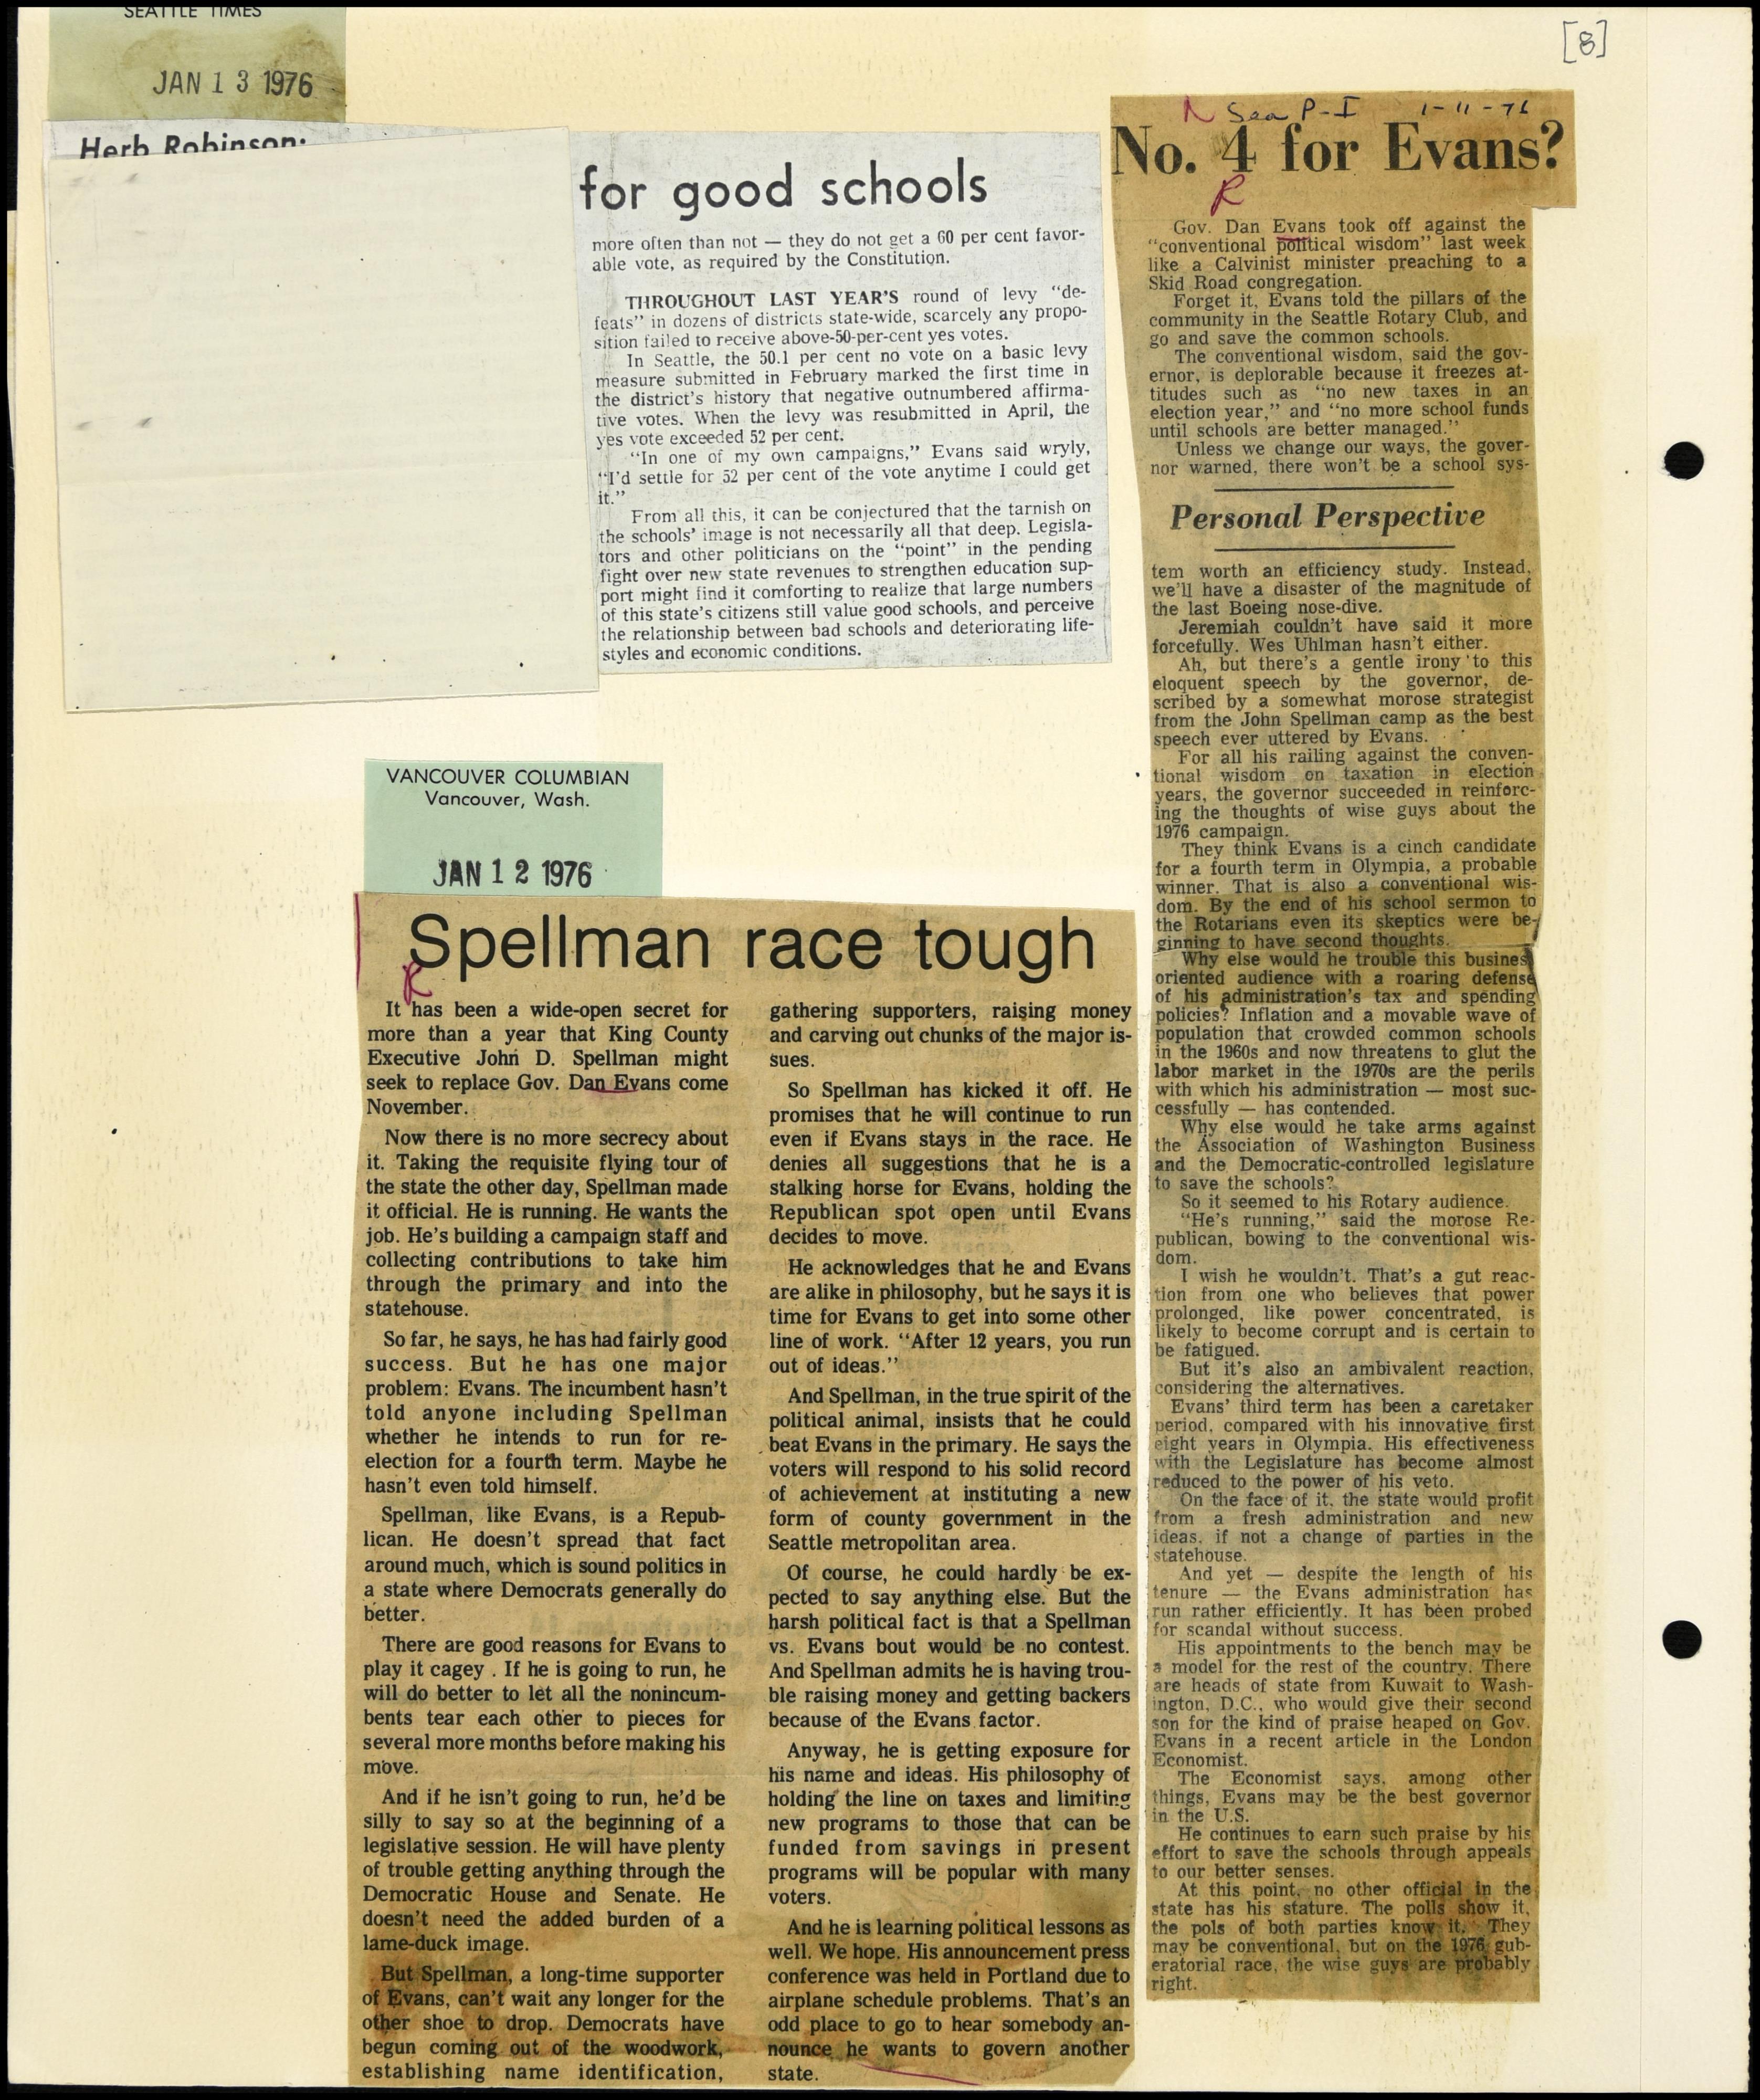 [8]
SEATTLE TIMES
JAN 13 1976
Herb Robinson:
for good schools
more often than not — they do not get a 60 per cent favor-
able vote, as required by the Constitution.
THROUGHOUT LAST YEAR'S round of levy "de-
feats" in dozens of districts state-wide, scarcely any propo-
sition failed to receive above-50-per-cent yes votes.
In Seattle, the 50.1 per cent no vote on a basic levy
measure submitted in February marked the first time in
the district's history that negative outnumbered affirma-
tive votes. When the levy was resubmitted in April, the
yes vote exceeded 52 per cent.
"In one of my own campaigns," Evans said wryly,
"I'd settle for 52 per cent of the vote anytime I could get
it."
From all this, it can be conjectured that the tarnish on
the schools' image is not necessarily all that deep. Legisla-
tors and other politicians on the "point" in the pending
fight over new state revenues to strengthen education sup-
port might find it comforting to realize that large numbers
of this state's citizens still value good schools, and perceive
the relationship between bad schools and deteriorating life-
styles and economic conditions.
VANCOUVER COLUMBIAN
Vancouver, Wash.
JAN 12 1976
Spellman race tough
R
It has been a wide-open secret for
more than a year that King County
Executive John D. Spellman might
seek to replace Gov. Dan Evans come
November.
Now there is no more secrecy about
it. Taking the requisite flying tour of
the state the other day, Spellman made
it official. He is running. He wants the
job. He's building a campaign staff and
collecting contributions to take him
through the primary and into the
statehouse.
So far, he says, he has had fairly good
success. But he has one major
problem: Evans. The incumbent hasn't
told anyone including Spellman
whether he intends to run for re-
election for a fourth term. Maybe he
hasn't even told himself.
Spellman, like Evans, is a Repub-
lican. He doesn't spread that fact
around much, which is sound politics in
a state where Democrats generally do
better.
There are good reasons for Evans to
play it cagey . If he is going to run, he
will do better to let all the nonincum-
bents tear each other to pieces for
several more months before making his
move.
And if he isn't going to run, he'd be
silly to say so at the beginning of a
legislative session. He will have plenty
of trouble getting anything through the
Democratic House and Senate. He
doesn't need the added burden of a
lame-duck image.
But Spellman, a long-time supporter
of Evans, can't wait any longer for the
other shoe to drop. Democrats have
begun coming out of the woodwork,
establishing name identification,
gathering supporters, raising money
and carving out chunks of the major is-
sues.
So Spellman has kicked it off. He
promises that he will continue to run
even if Evans stays in the race. He
denies all suggestions that he is a
stalking horse for Evans, holding the
Republican spot open until Evans
decides to move.
He acknowledges that he and Evans
are alike in philosophy, but he says it is
time for Evans to get into some other
line of work. "After 12 years, you run
out of ideas."
And Spellman, in the true spirit of the
political animal, insists that he could
beat Evans in the primary. He says the
voters will respond to his solid record
of achievement at instituting a new
form of county government in the
Seattle metropolitan area.
Of course, he could hardly be ex-
pected to say anything else. But the
harsh political fact is that a Spellman
vs. Evans bout would be no contest.
And Spellman admits he is having trou-
ble raising money and getting backers
because of the Evans factor.
Anyway, he is getting exposure for
his name and ideas. His philosophy of
holding the line on taxes and limiting
new programs to those that can be
funded from savings in present
programs will be popular with many
voters.
And he is learning political lessons as
well. We hope. His announcement press
conference was held in Portland due to
airplane schedule problems. That's an
odd place to go to hear somebody an-
nounce he wants to govern another
state.
N Sea P-I 1-11-76
No. 4 for Evans?
R
Gov. Dan Evans took off against the
"conventional political wisdom" last week
like a Calvinist minister preaching to a
Skid Road congregation.
Forget it, Evans told the pillars of the
community in the Seattle Rotary Club, and
go and save the common schools.
The conventional wisdom, said the gov-
ernor, is deplorable because it freezes at-
titudes such as "no new taxes in an
election year," and "no more school funds
until schools are better managed."
Unless we change our ways, the gover-
nor warned, there won't be a school sys-
Personal Perspective
tem worth an efficiency study. Instead,
we'll have a disaster of the magnitude of
the last Boeing nose-dive.
Jeremiah couldn't have said it more
forcefully. Wes Uhlman hasn't either.
Ah, but there's a gentle irony to this
eloquent speech by the governor, de-
scribed by a somewhat morose strategist
from the John Spellman camp as the best
speech ever uttered by Evans.
For all his railing against the conven-
tional wisdom on taxation in election
years, the governor succeeded in reinforc-
ing the thoughts of wise guys about the
1976 campaign.
They think Evans is a cinch candidate
for a fourth term in Olympia, a probable
winner. That is also a conventional wis-
dom. By the end of his school sermon to
the Rotarians even its skeptics were be-
ginning to have second thoughts.
Why else would he trouble this busines
oriented audience with a roaring defense
of his administration's tax and spending
policies? Inflation and a movable wave of
population that crowded common schools
in the 1960s and now threatens to glut the
labor market in the 1970s are the perils
with which his administration — most suc-
cessfully — has contended.
Why else would he take arms against
the Association of Washington Business
and the Democratic-controlled legislature
to save the schools?
So it seemed to his Rotary audience.
"He's running," said the morose Re-
publican, bowing to the conventional wis-
dom.
I wish he wouldn't. That's a gut reac-
tion from one who believes that power
prolonged, like power concentrated, is
likely to become corrupt and is certain to
be fatigued.
But it's also an ambivalent reaction,
considering the alternatives.
Evans' third term has been a caretaker
period, compared with his innovative first
eight years in Olympia. His effectiveness
with the Legislature has become almost
reduced to the power of his veto.
On the face of it, the state would profit
from a fresh administration and new
ideas, if not a change of parties in the
statehouse.
And yet — despite the length of his
tenure — the Evans administration has
run rather efficiently. It has been probed
for scandal without success.
His appointments to the bench may be
a model for the rest of the country. There
are heads of state from Kuwait to Wash-
ington, D.C., who would give their second
son for the kind of praise heaped on Gov.
Evans in a recent article in the London
Economist.
The Economist says, among other
things, Evans may be the best governor
in the U.S.
He continues to earn such praise by his
effort to save the schools through appeals
to our better senses.
At this point, no other official in the
state has his stature. The polls show it,
the pols of both parties know it. They
may be conventional, but on the 1976 gub-
eratorial race, the wise guys are probably
right.